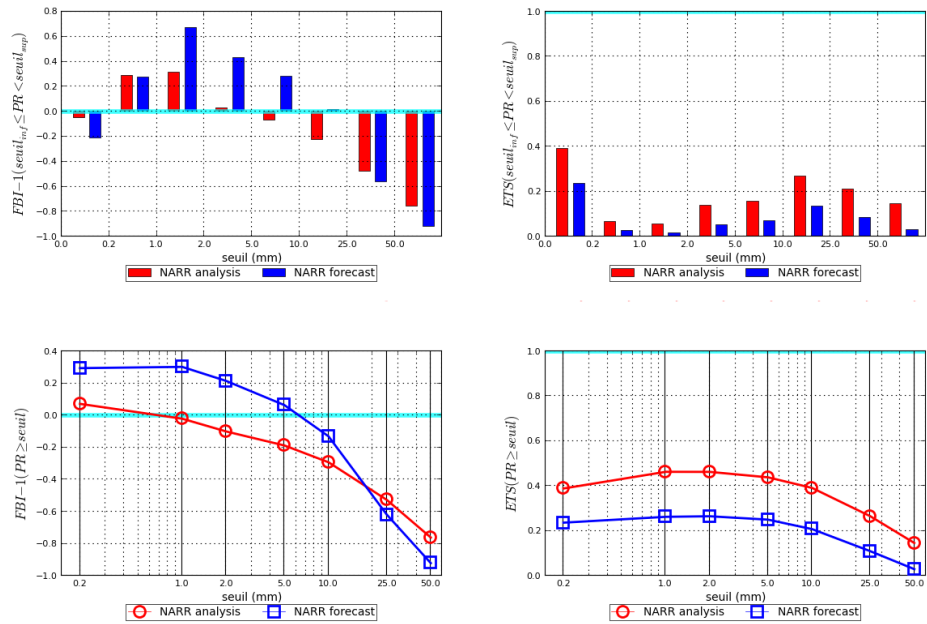 0.8
0.6
0.4
0.2
0.0
−0.2
−0.4
−0.6
−0.8
−1.0
FBI−1(seuil_inf ≤ PR < seuil_sup)
0.0 0.2 1.0 2.0 5.0 10.0 25.0 50.0
seuil (mm)
NARR analysis NARR forecast
1.0
0.8
0.6
0.4
0.2
0.0
ETS(seuil_inf ≤ PR < seuil_sup)
0.0 0.2 1.0 2.0 5.0 10.0 25.0 50.0
seuil (mm)
NARR analysis NARR forecast
0.4
0.2
0.0
−0.2
−0.4
−0.6
−0.8
−1.0
FBI−1(PR ≥ seuil)
0.2 1.0 2.0 5.0 10.0 25.0 50.0
seuil (mm)
NARR analysis NARR forecast
1.0
0.8
0.6
0.4
0.2
0.0
ETS(PR ≥ seuil)
0.2 1.0 2.0 5.0 10.0 25.0 50.0
seuil (mm)
NARR analysis NARR forecast